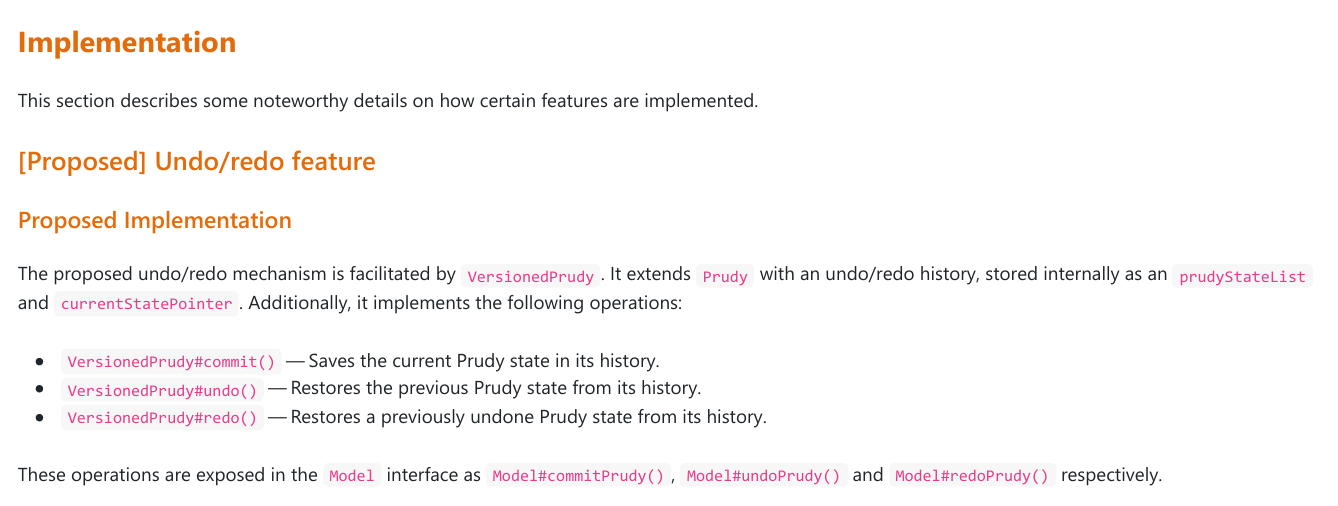 Implementation
This section describes some noteworthy details on how certain features are implemented.
[Proposed] Undo/redo feature
Proposed Implementation
The proposed undo/redo mechanism is facilitated by VersionedPrudy. It extends Prudy with an undo/redo history, stored internally as an prudyStateList
and currentStatePointer. Additionally, it implements the following operations:
● VersionedPrudy#commit() — Saves the current Prudy state in its history.
● VersionedPrudy#undo() — Restores the previous Prudy state from its history.
● VersionedPrudy#redo() — Restores a previously undone Prudy state from its history.
These operations are exposed in the Model interface as Model#commitPrudy(), Model#undoPrudy() and Model#redoPrudy() respectively.